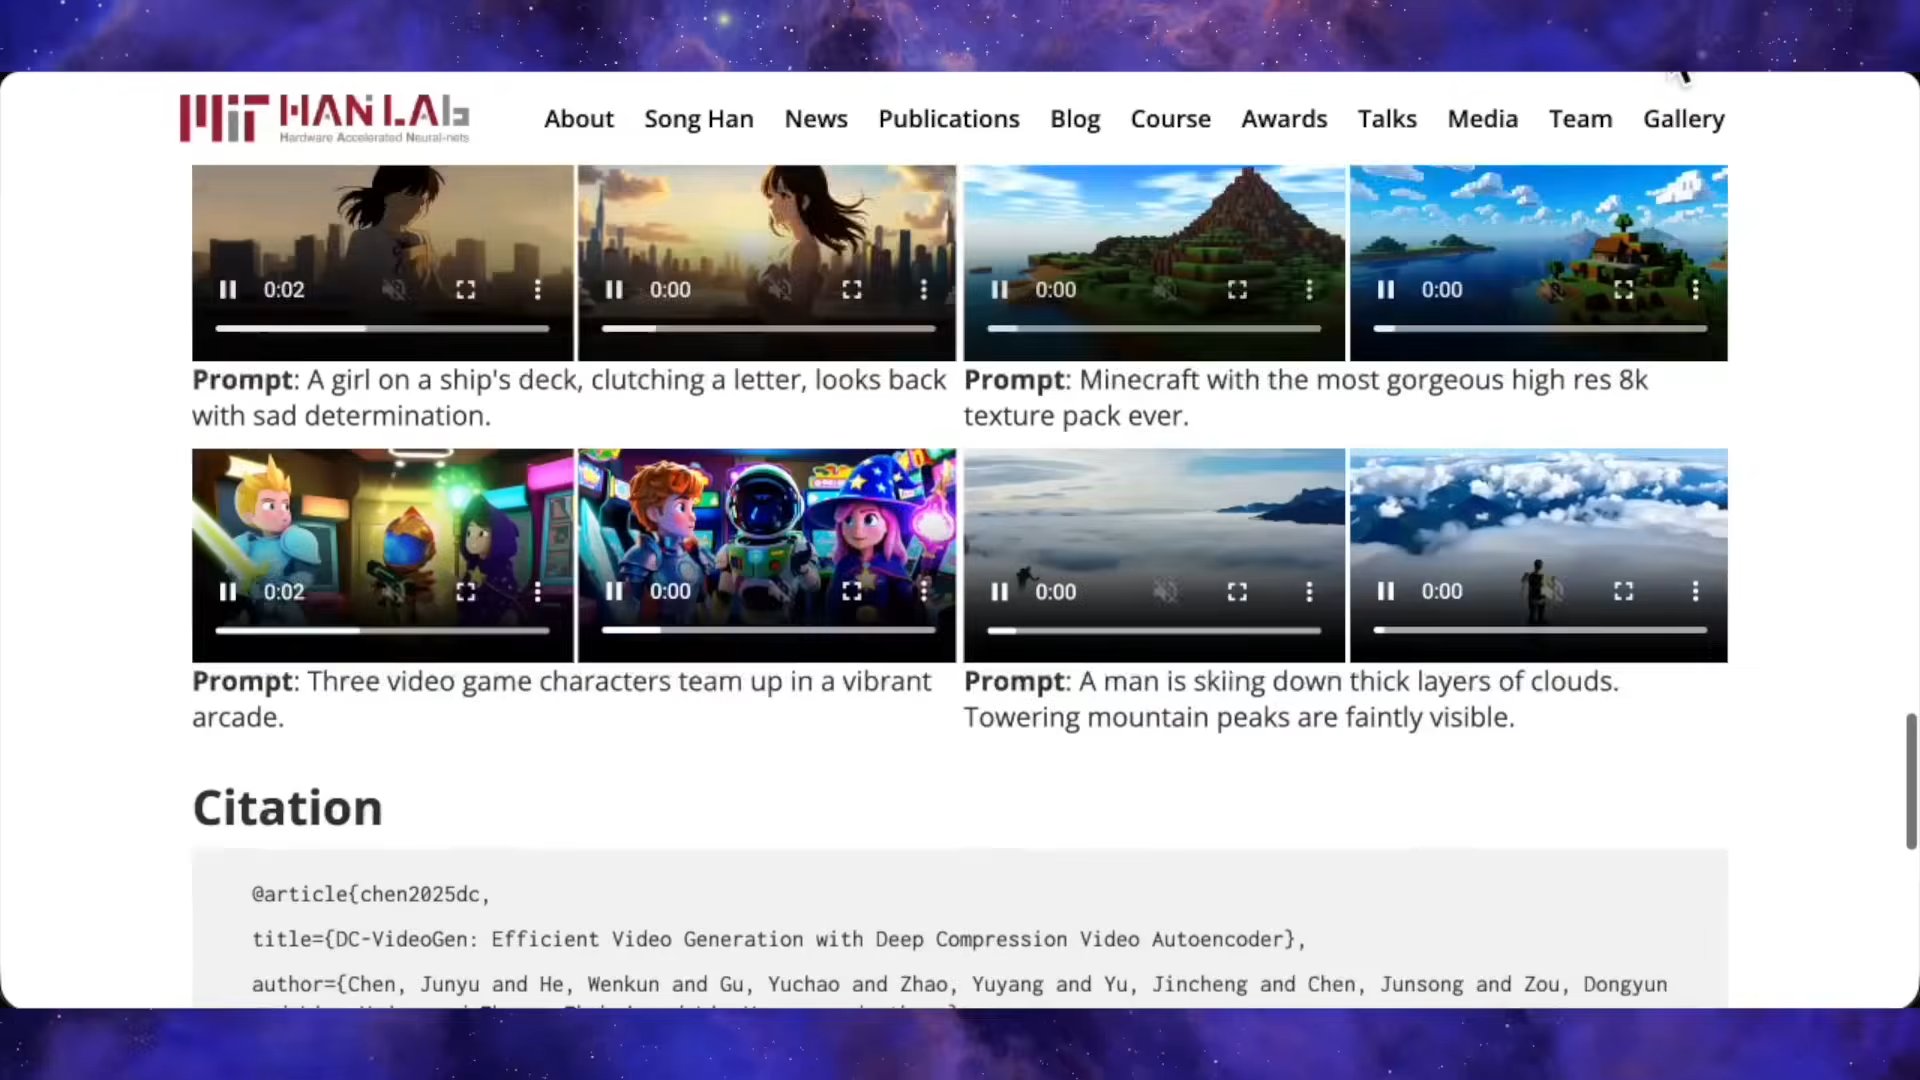 MIT HAN LAb
Hardware Accelerated Neural-nets
About Song Han News Publications Blog Course Awards Talks Media Team Gallery
0:02 0:00 0:00 0:00
Prompt: A girl on a ship's deck, clutching a letter, looks back
with sad determination.
Prompt: Minecraft with the most gorgeous high res 8k
texture pack ever.
0:02 0:00 0:00 0:00
Prompt: Three video game characters team up in a vibrant
arcade.
Prompt: A man is skiing down thick layers of clouds.
Towering mountain peaks are faintly visible.
Citation
@article{chen2025dc,
title={DC-VideoGen: Efficient Video Generation with Deep Compression Video Autoencoder},
author={Chen, Junyu and He, Wenkun and Gu, Yuchao and Zhao, Yuyang and Yu, Jincheng and Chen, Junsong and Zou, Dongyun